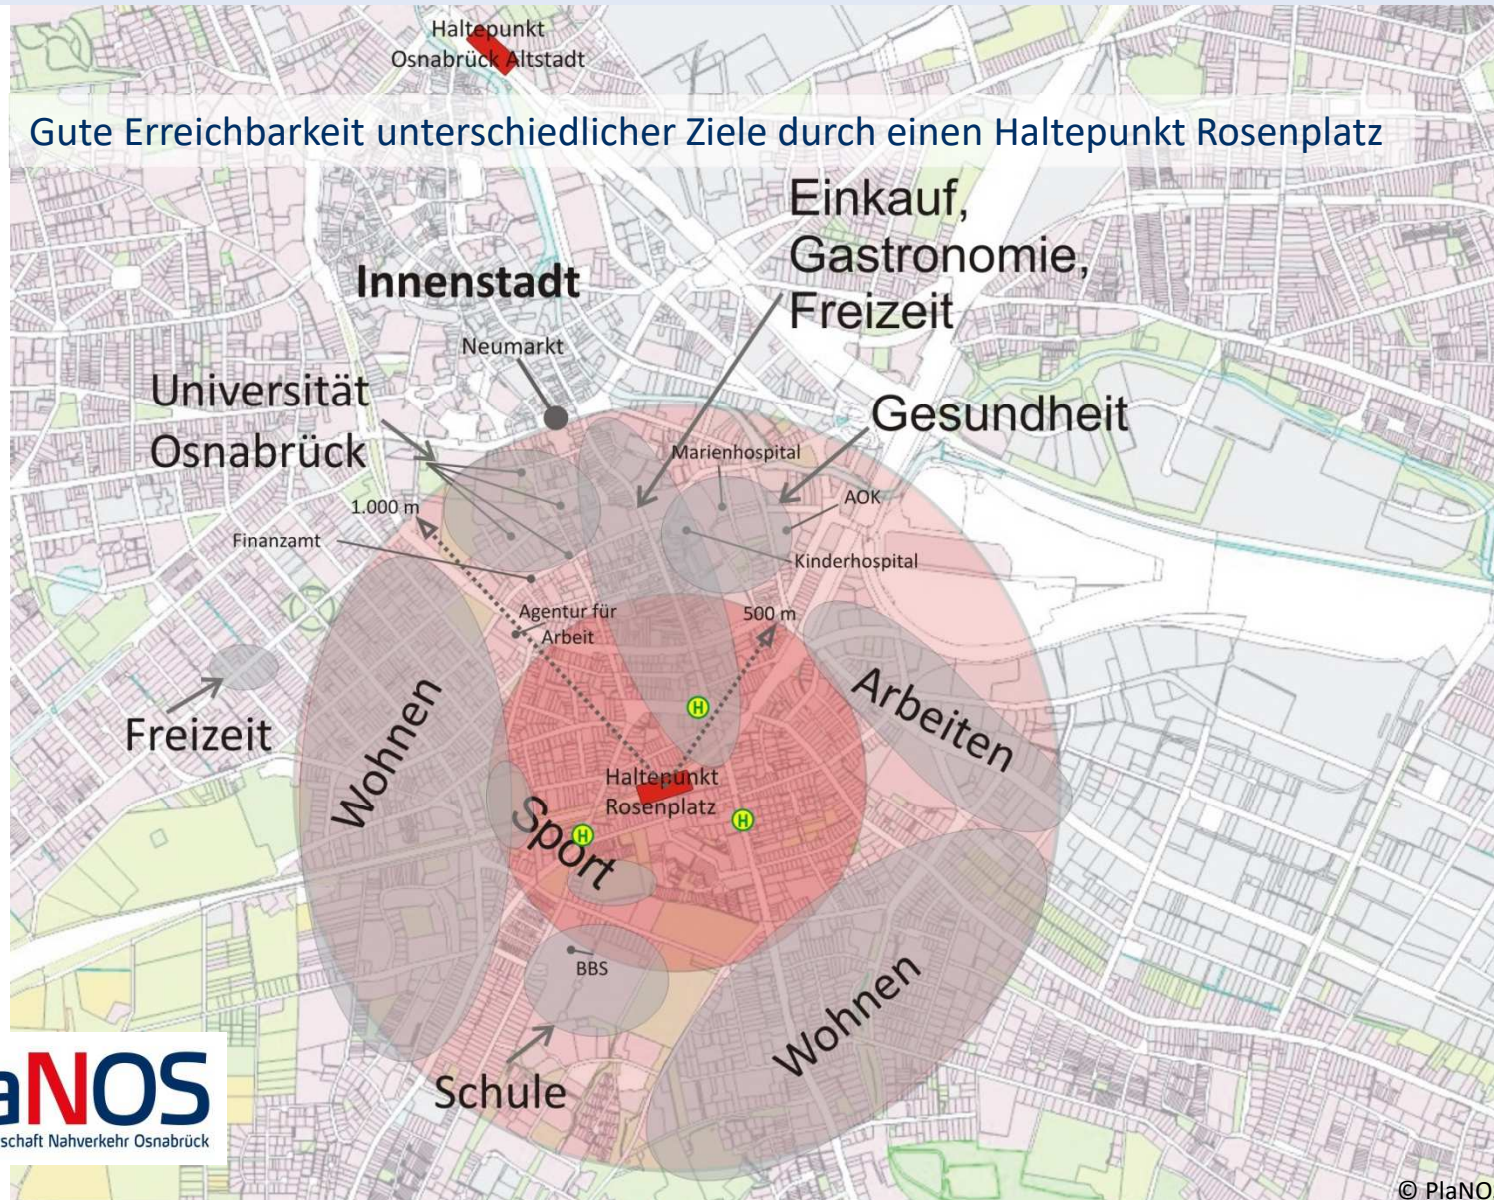 Haltepunkt
Osnabrück Altstadt
Gute Erreichbarkeit unterschiedlicher Ziele durch einen Haltepunkt Rosenplatz
Einkauf,
Gastronomie,
Freizeit
Innenstadt
Neumarkt
Universität
Osnabrück
Gesundheit
Marienhospital
AOK
1.000 m
Finanzamt
Kinderhospital
Agentur für
Arbeit
500 m
Freizeit
Wohnen
Arbeiten
H
Haltepunkt
Rosenplatz
H
H
Sport
BBS
Wohnen
Schule
aNOS
schaft Nahverkehr Osnabrück
© PlaNO